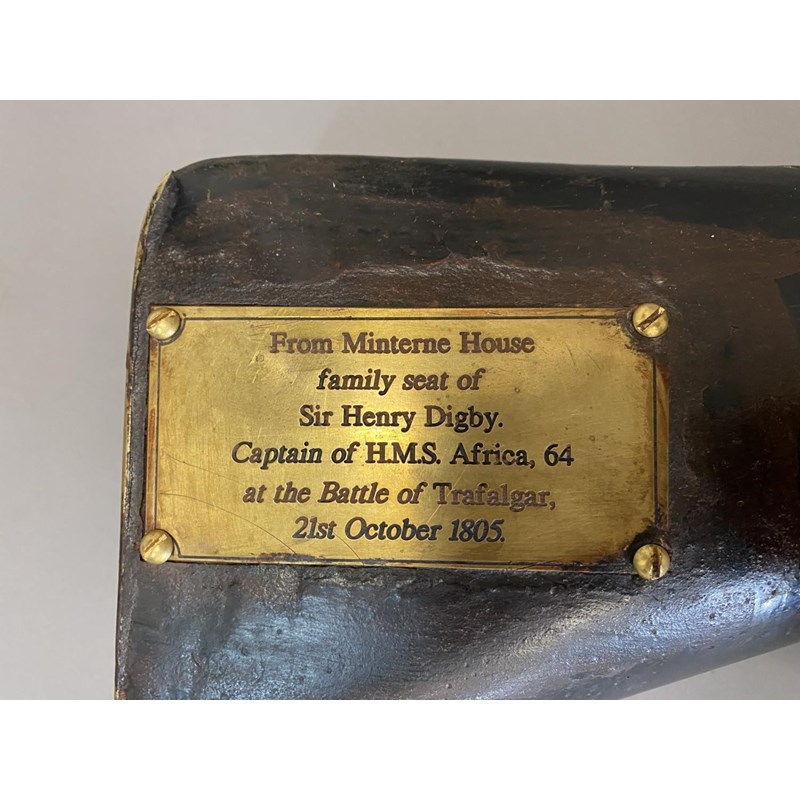 From Minterne House
family seat of
Sir Henry Digby.
Captain of H.M.S. Africa, 64
at the Battle of Trafalgar,
21st October 1805.